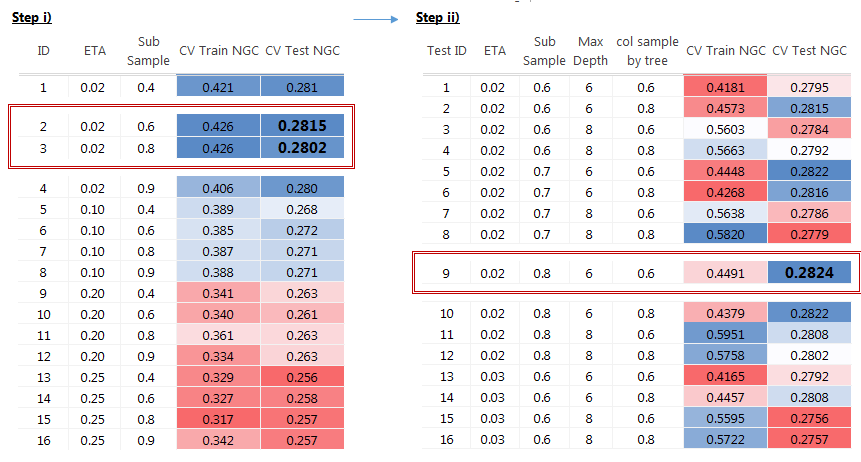 Step i)
ID ETA Sub Sample CV Train NGC CV Test NGC
1 0.02 0.4 0.421 0.281
2 0.02 0.6 0.426 0.2815
3 0.02 0.8 0.426 0.2802
4 0.02 0.9 0.406 0.280
5 0.10 0.4 0.389 0.268
6 0.10 0.6 0.385 0.272
7 0.10 0.8 0.387 0.271
8 0.10 0.9 0.388 0.271
9 0.20 0.4 0.341 0.263
10 0.20 0.6 0.340 0.261
11 0.20 0.8 0.361 0.263
12 0.20 0.9 0.334 0.263
13 0.25 0.4 0.329 0.256
14 0.25 0.6 0.327 0.258
15 0.25 0.8 0.317 0.257
16 0.25 0.9 0.342 0.257
Step ii)
Test ID ETA Sub Sample Max Depth col sample by tree CV Train NGC CV Test NGC
1 0.02 0.6 6 0.6 0.4181 0.2795
2 0.02 0.6 6 0.8 0.4573 0.2815
3 0.02 0.6 8 0.6 0.5603 0.2784
4 0.02 0.6 8 0.8 0.5663 0.2792
5 0.02 0.7 6 0.6 0.4448 0.2822
6 0.02 0.7 6 0.8 0.4268 0.2816
7 0.02 0.7 8 0.6 0.5638 0.2786
8 0.02 0.7 8 0.8 0.5820 0.2779
9 0.02 0.8 6 0.6 0.4491 0.2824
10 0.02 0.8 6 0.8 0.4379 0.2822
11 0.02 0.8 8 0.6 0.5951 0.2808
12 0.02 0.8 8 0.8 0.5758 0.2802
13 0.03 0.6 6 0.6 0.4165 0.2792
14 0.03 0.6 6 0.8 0.4457 0.2808
15 0.03 0.6 8 0.6 0.5595 0.2756
16 0.03 0.6 8 0.8 0.5722 0.2757